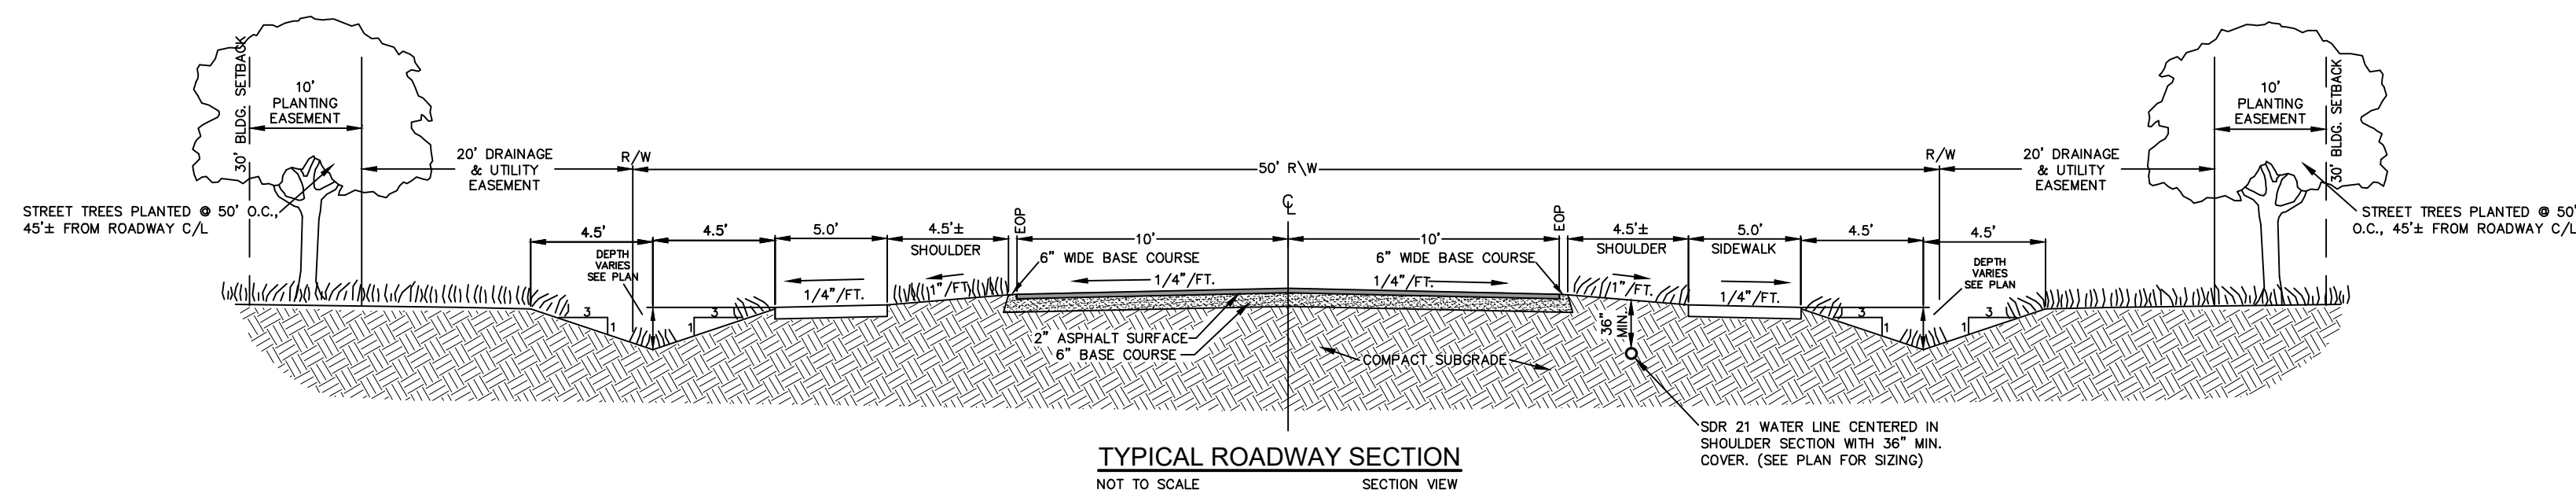 30' BLDG. SETBACK
10'
PLANTING
EASEMENT
20' DRAINAGE
& UTILITY
EASEMENT
R/W
50' R\W
R/W
20' DRAINAGE
& UTILITY
EASEMENT
10'
PLANTING
EASEMENT
30' BLDG. SETBACK
STREET TREES PLANTED @ 50' O.C.,
45'± FROM ROADWAY C/L
4.5'
4.5'
5.0'
4.5'±
SHOULDER
EOP
10'
CL
10'
EOP
4.5'±
SHOULDER
5.0'
SIDEWALK
4.5'
4.5'
STREET TREES PLANTED @ 50'
O.C., 45'± FROM ROADWAY C/L
DEPTH
VARIES
SEE PLAN
6" WIDE BASE COURSE
6" WIDE BASE COURSE
DEPTH
VARIES
SEE PLAN
1/4"/FT.
1"/FT.
1/4"/FT.
1/4"/FT.
1"/FT.
1/4"/FT.
3
1
3
1
3
1
3
1
36"
MIN.
2" ASPHALT SURFACE
6" BASE COURSE
COMPACT SUBGRADE
SDR 21 WATER LINE CENTERED IN
SHOULDER SECTION WITH 36" MIN.
COVER. (SEE PLAN FOR SIZING)
TYPICAL ROADWAY SECTION
NOT TO SCALE
SECTION VIEW